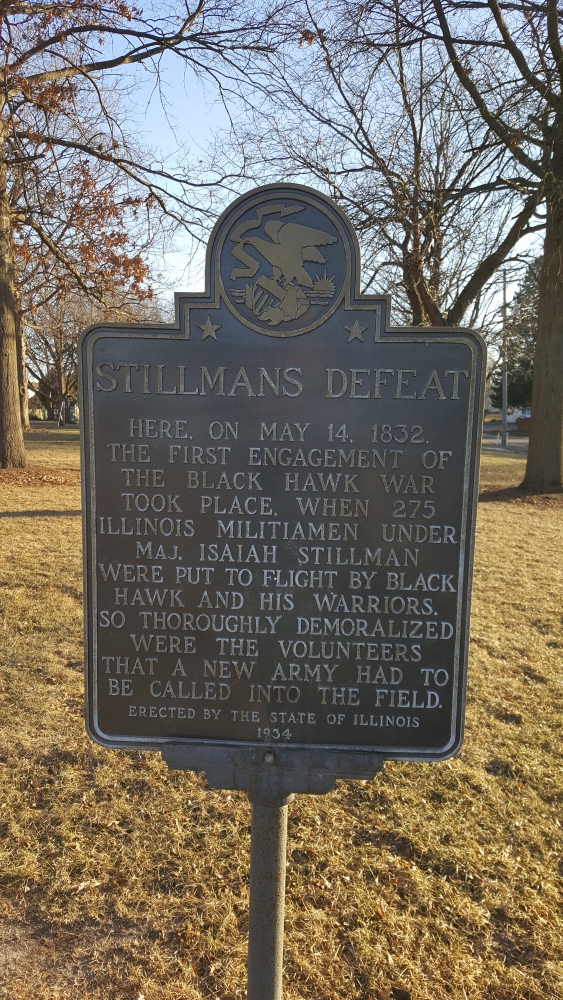 STILLMANS DEFEAT
HERE, ON MAY 14, 1832,
THE FIRST ENGAGEMENT OF
THE BLACK HAWK WAR
TOOK PLACE, WHEN 275
ILLINOIS MILITIAMEN UNDER
MAJ. ISAIAH STILLMAN
WERE PUT TO FLIGHT BY BLACK
HAWK AND HIS WARRIORS.
SO THOROUGHLY DEMORALIZED
WERE THE VOLUNTEERS
THAT A NEW ARMY HAD TO
BE CALLED INTO THE FIELD.
ERECTED BY THE STATE OF ILLINOIS
1934